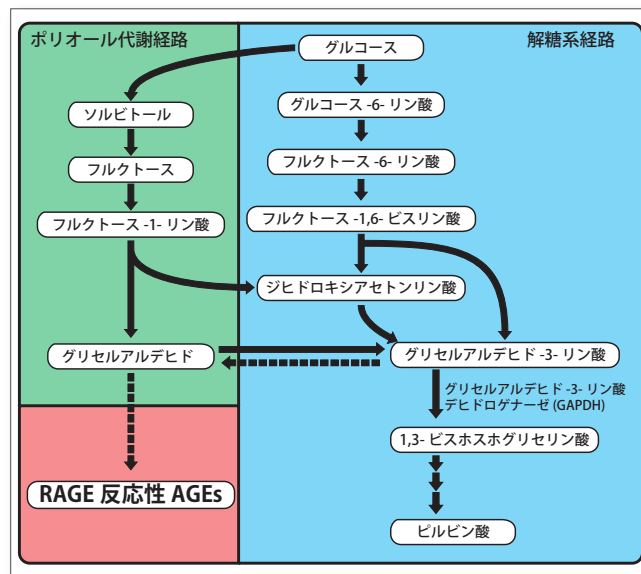 ポリオール代謝経路
解糖系経路
グルコース
ソルビトール
グルコース -6- リン酸
フルクトース
フルクトース -6- リン酸
フルクトース -1- リン酸
フルクトース -1,6- ビスリン酸
ジヒドロキシアセトンリン酸
グリセルアルデヒド
グリセルアルデヒド -3- リン酸
グリセルアルデヒド -3- リン酸
デヒドロゲナーゼ (GAPDH)
1,3- ビスホスホグリセリン酸
RAGE 反応性 AGEs
ピルビン酸